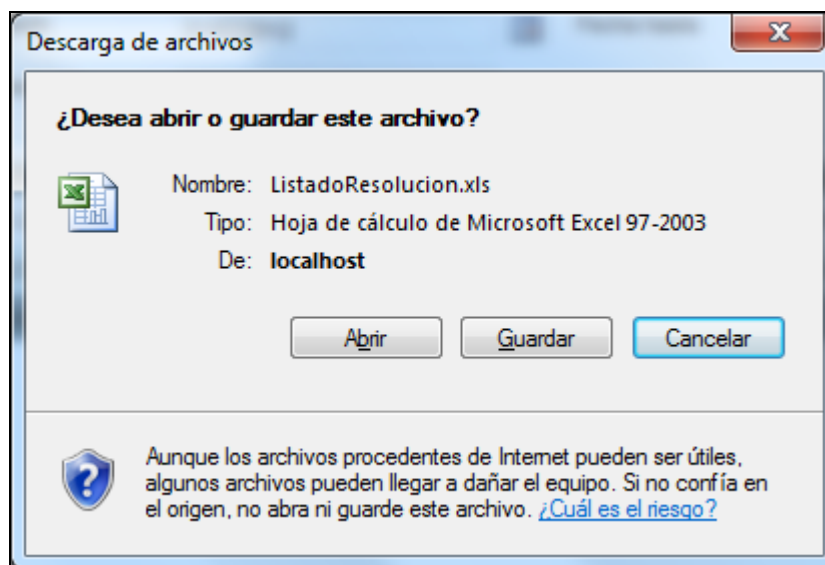 Descarga de archivos
¿Desea abrir o guardar este archivo?
Nombre: ListadoResolucion.xls
Tipo: Hoja de cálculo de Microsoft Excel 97-2003
De: localhost
Abrir Guardar Cancelar
Aunque los archivos procedentes de Internet pueden ser útiles,
algunos archivos pueden llegar a dañar el equipo. Si no confía en
el origen, no abra ni guarde este archivo. ¿Cuál es el riesgo?